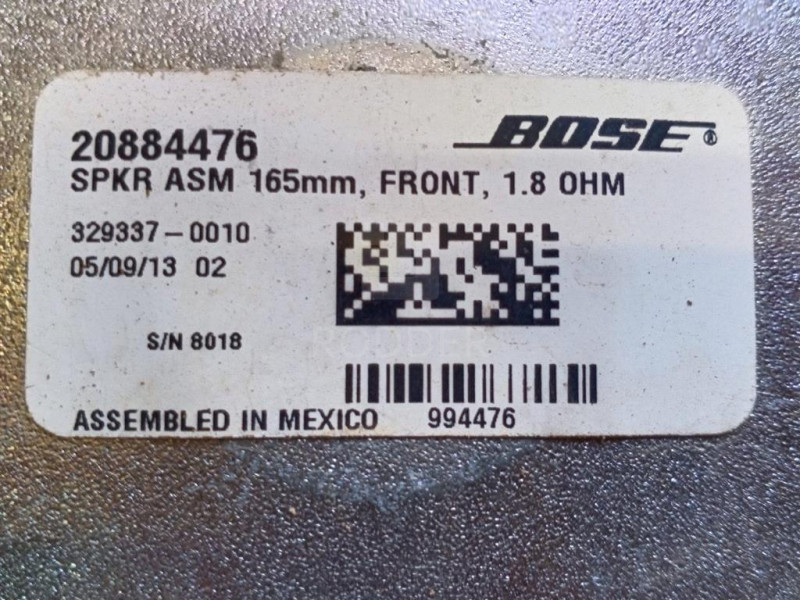 20884476 BOSE®
SPKR ASM 165mm, FRONT, 1.8 OHM
329337-0010
05/09/13 02
S/N 8018
ASSEMBLED IN MEXICO 994476